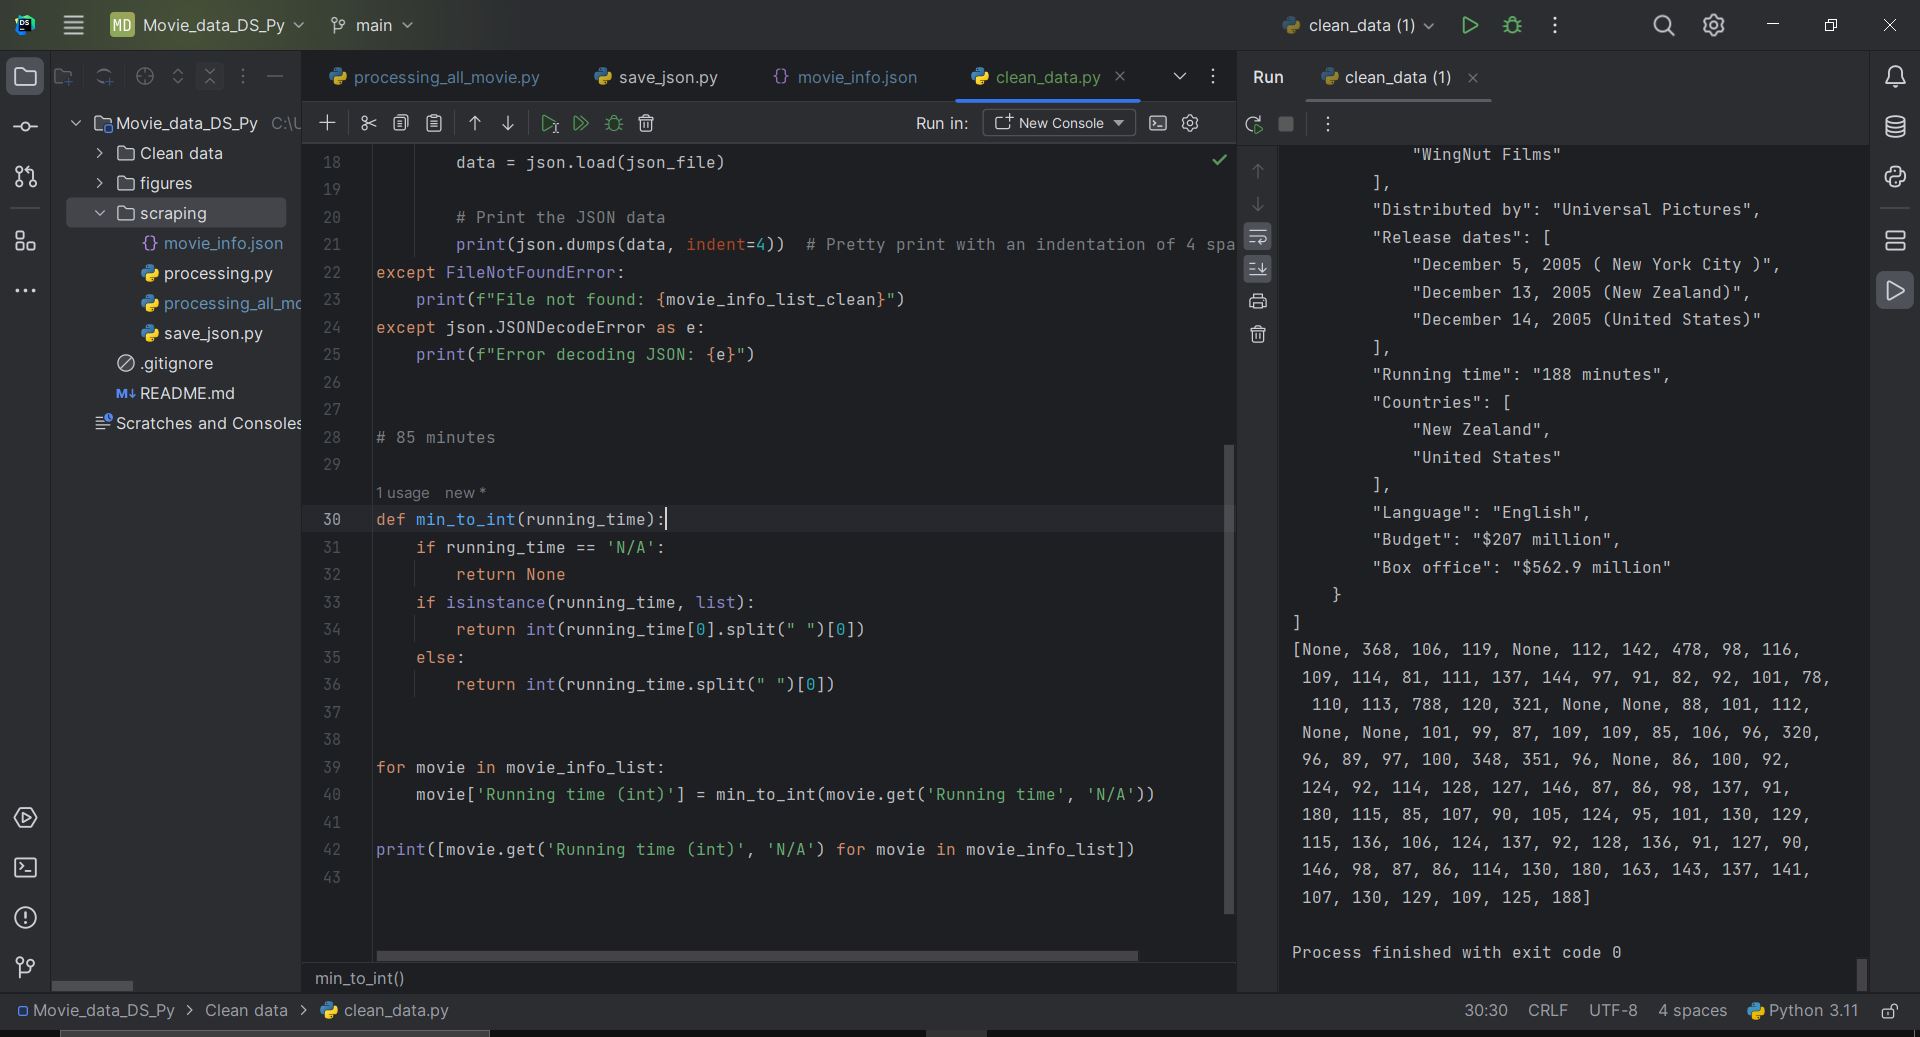 DS
MD Movie_data_DS_Py
main
clean_data (1)
processing_all_movie.py
save_json.py
{} movie_info.json
clean_data.py
Run
clean_data (1)
Run in:
New Console
Movie_data_DS_Py C:\U
Clean data
figures
scraping
{} movie_info.json
processing.py
processing_all_mo
save_json.py
.gitignore
M↓ README.md
Scratches and Consoles
18 data = json.load(json_file)
19
20 # Print the JSON data
21 print(json.dumps(data, indent=4)) # Pretty print with an indentation of 4 spa
22 except FileNotFoundError:
23 print(f"File not found: {movie_info_list_clean}")
24 except json.JSONDecodeError as e:
25 print(f"Error decoding JSON: {e}")
26
27
28 # 85 minutes
29
1 usage new *
30 def min_to_int(running_time):
31 if running_time == 'N/A':
32 return None
33 if isinstance(running_time, list):
34 return int(running_time[0].split(" ")[0])
35 else:
36 return int(running_time.split(" ")[0])
37
38
39 for movie in movie_info_list:
40 movie['Running time (int)'] = min_to_int(movie.get('Running time', 'N/A'))
41
42 print([movie.get('Running time (int)', 'N/A') for movie in movie_info_list])
43
min_to_int()
"WingNut Films"
],
"Distributed by": "Universal Pictures",
"Release dates": [
"December 5, 2005 ( New York City )",
"December 13, 2005 (New Zealand)",
"December 14, 2005 (United States)"
],
"Running time": "188 minutes",
"Countries": [
"New Zealand",
"United States"
],
"Language": "English",
"Budget": "$207 million",
"Box office": "$562.9 million"
}
]
[None, 368, 106, 119, None, 112, 142, 478, 98, 116,
109, 114, 81, 111, 137, 144, 97, 91, 82, 92, 101, 78,
110, 113, 788, 120, 321, None, None, 88, 101, 112,
None, None, 101, 99, 87, 109, 109, 85, 106, 96, 320,
96, 89, 97, 100, 348, 351, 96, None, 86, 100, 92,
124, 92, 114, 128, 127, 146, 87, 86, 98, 137, 91,
180, 115, 85, 107, 90, 105, 124, 95, 101, 130, 129,
115, 136, 106, 124, 137, 92, 128, 136, 91, 127, 90,
146, 98, 87, 86, 114, 130, 180, 163, 143, 137, 141,
107, 130, 129, 109, 125, 188]
Process finished with exit code 0
Movie_data_DS_Py > Clean data > clean_data.py
30:30 CRLF UTF-8 4 spaces Python 3.11